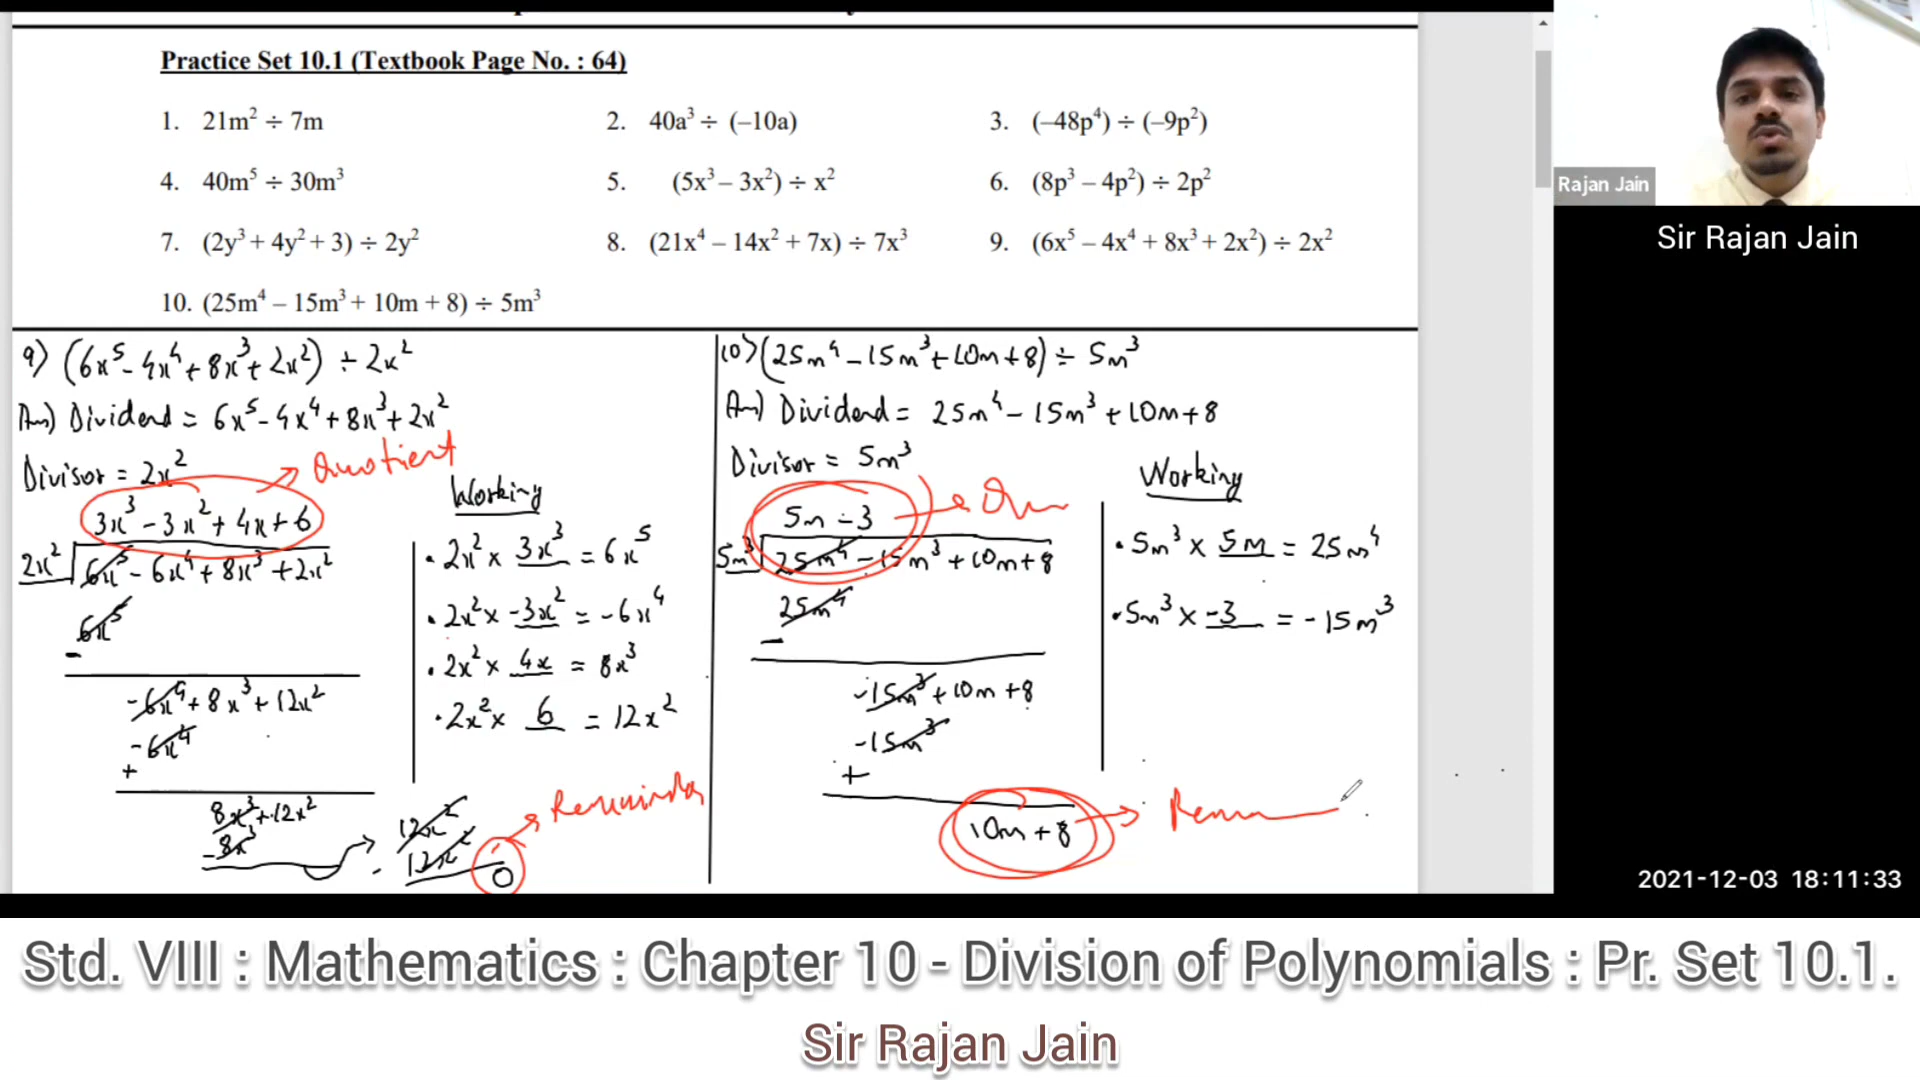 Practice Set 10.1 (Textbook Page No. : 64)
1. 21m² ÷ 7m
2. 40a³ ÷ (–10a)
3. (–48p⁴) ÷ (–9p²)
4. 40m⁵ ÷ 30m³
5. (5x³ – 3x²) ÷ x²
6. (8p³ – 4p²) ÷ 2p²
7. (2y³ + 4y² + 3) ÷ 2y²
8. (21x⁴ – 14x² + 7x) ÷ 7x³
9. (6x⁵ – 4x⁴ + 8x³ + 2x²) ÷ 2x²
10. (25m⁴ – 15m³ + 10m + 8) ÷ 5m³
9) (6x⁵ - 4x⁴ + 8x³ + 2x²) ÷ 2x²
Ans) Dividend = 6x⁵ - 4x⁴ + 8x³ + 2x²
Divisor = 2x²
Quotient
3x³ - 3x² + 4x + 6
2x² 6x⁵ - 6x⁴ + 8x³ + 2x²
6x⁵
-
-6x⁴ + 8x³ + 12x²
-6x⁴
+
8x³ + 12x²
- 8x³
12x²
- 12x²
0
Working
• 2x² × 3x³ = 6x⁵
• 2x² × -3x² = -6x⁴
• 2x² × 4x = 8x³
• 2x² × 6 = 12x²
10) (25m⁴ - 15m³ + 10m + 8) ÷ 5m³
Ans) Dividend = 25m⁴ - 15m³ + 10m + 8
Divisor = 5m³
5m - 3
5m³ 25m⁴ - 15m³ + 10m + 8
25m⁴
-
-15m³ + 10m + 8
-15m³
+
10m + 8
Working
• 5m³ × 5m = 25m⁴
• 5m³ × -3 = -15m³
Rajan Jain
Sir Rajan Jain
2021-12-03 18:11:33
Std. VIII : Mathematics : Chapter 10 - Division of Polynomials : Pr. Set 10.1.
Sir Rajan Jain